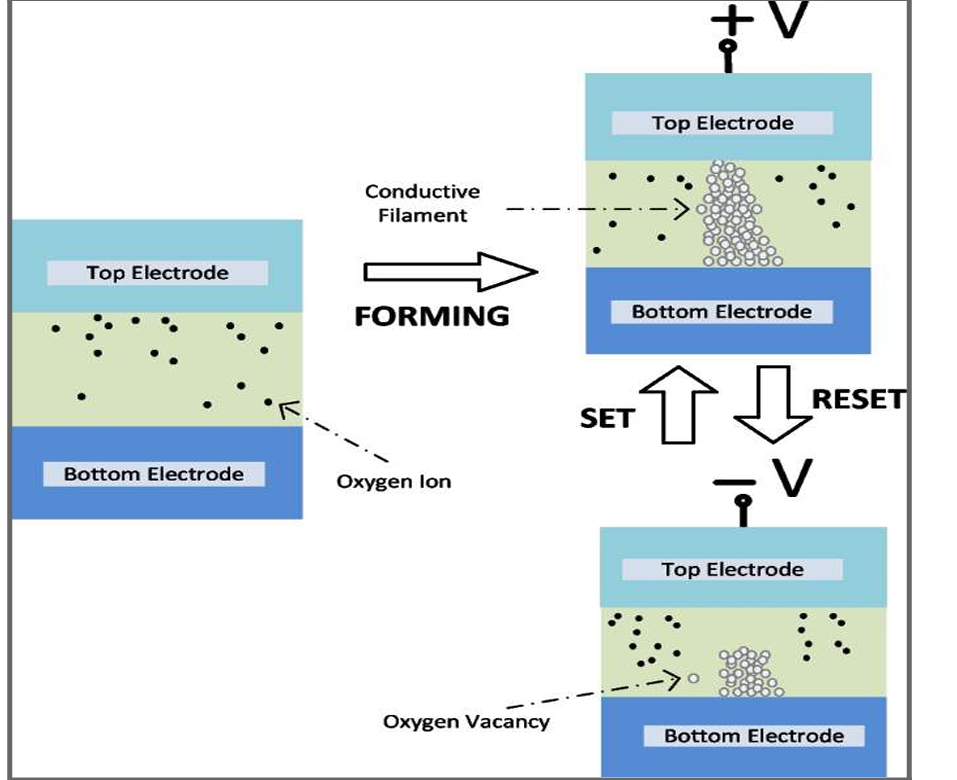 + V
Top Electrode
Conductive
Filament
Top Electrode
FORMING
Bottom Electrode
SET
RESET
Bottom Electrode
Oxygen Ion
− V
Top Electrode
Oxygen Vacancy
Bottom Electrode